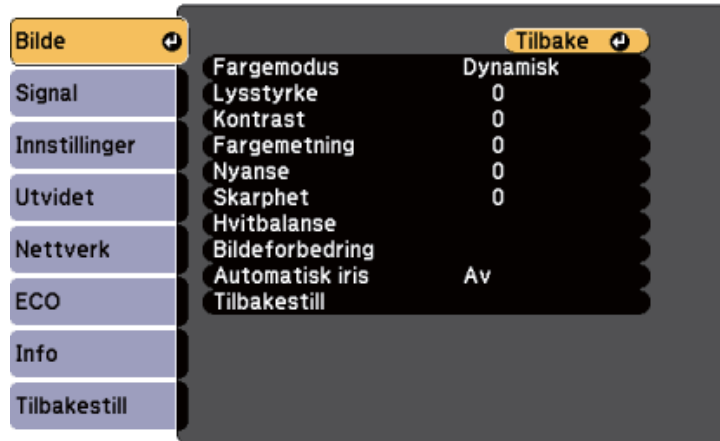 Bilde
Signal
Innstillinger
Utvidet
Nettverk
ECO
Info
Tilbakestill
Tilbake
Fargemodus Dynamisk
Lysstyrke 0
Kontrast 0
Fargemetning 0
Nyanse 0
Skarphet 0
Hvitbalanse
Bildeforbedring
Automatisk iris Av
Tilbakestill